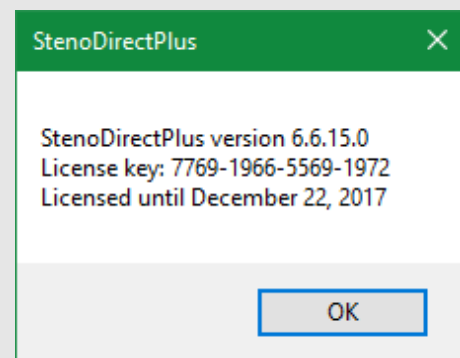 StenoDirectPlus
StenoDirectPlus version 6.6.15.0
License key: 7769-1966-5569-1972
Licensed until December 22, 2017
OK